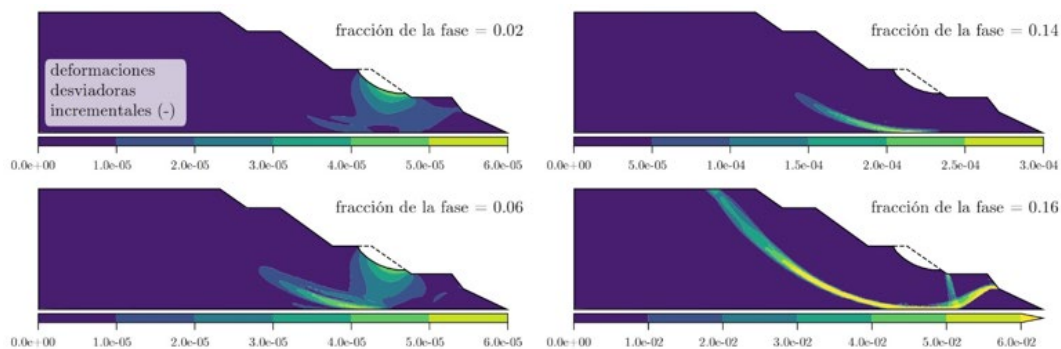 fracción de la fase = 0.02
deformaciones
desviadoras
incrementales (-)
0.0e+00 1.0e-05 2.0e-05 3.0e-05 4.0e-05 5.0e-05 6.0e-05
fracción de la fase = 0.14
0.0e+00 5.0e-05 1.0e-04 1.5e-04 2.0e-04 2.5e-04 3.0e-04
fracción de la fase = 0.06
0.0e+00 1.0e-05 2.0e-05 3.0e-05 4.0e-05 5.0e-05 6.0e-05
fracción de la fase = 0.16
0.0e+00 1.0e-02 2.0e-02 3.0e-02 4.0e-02 5.0e-02 6.0e-02